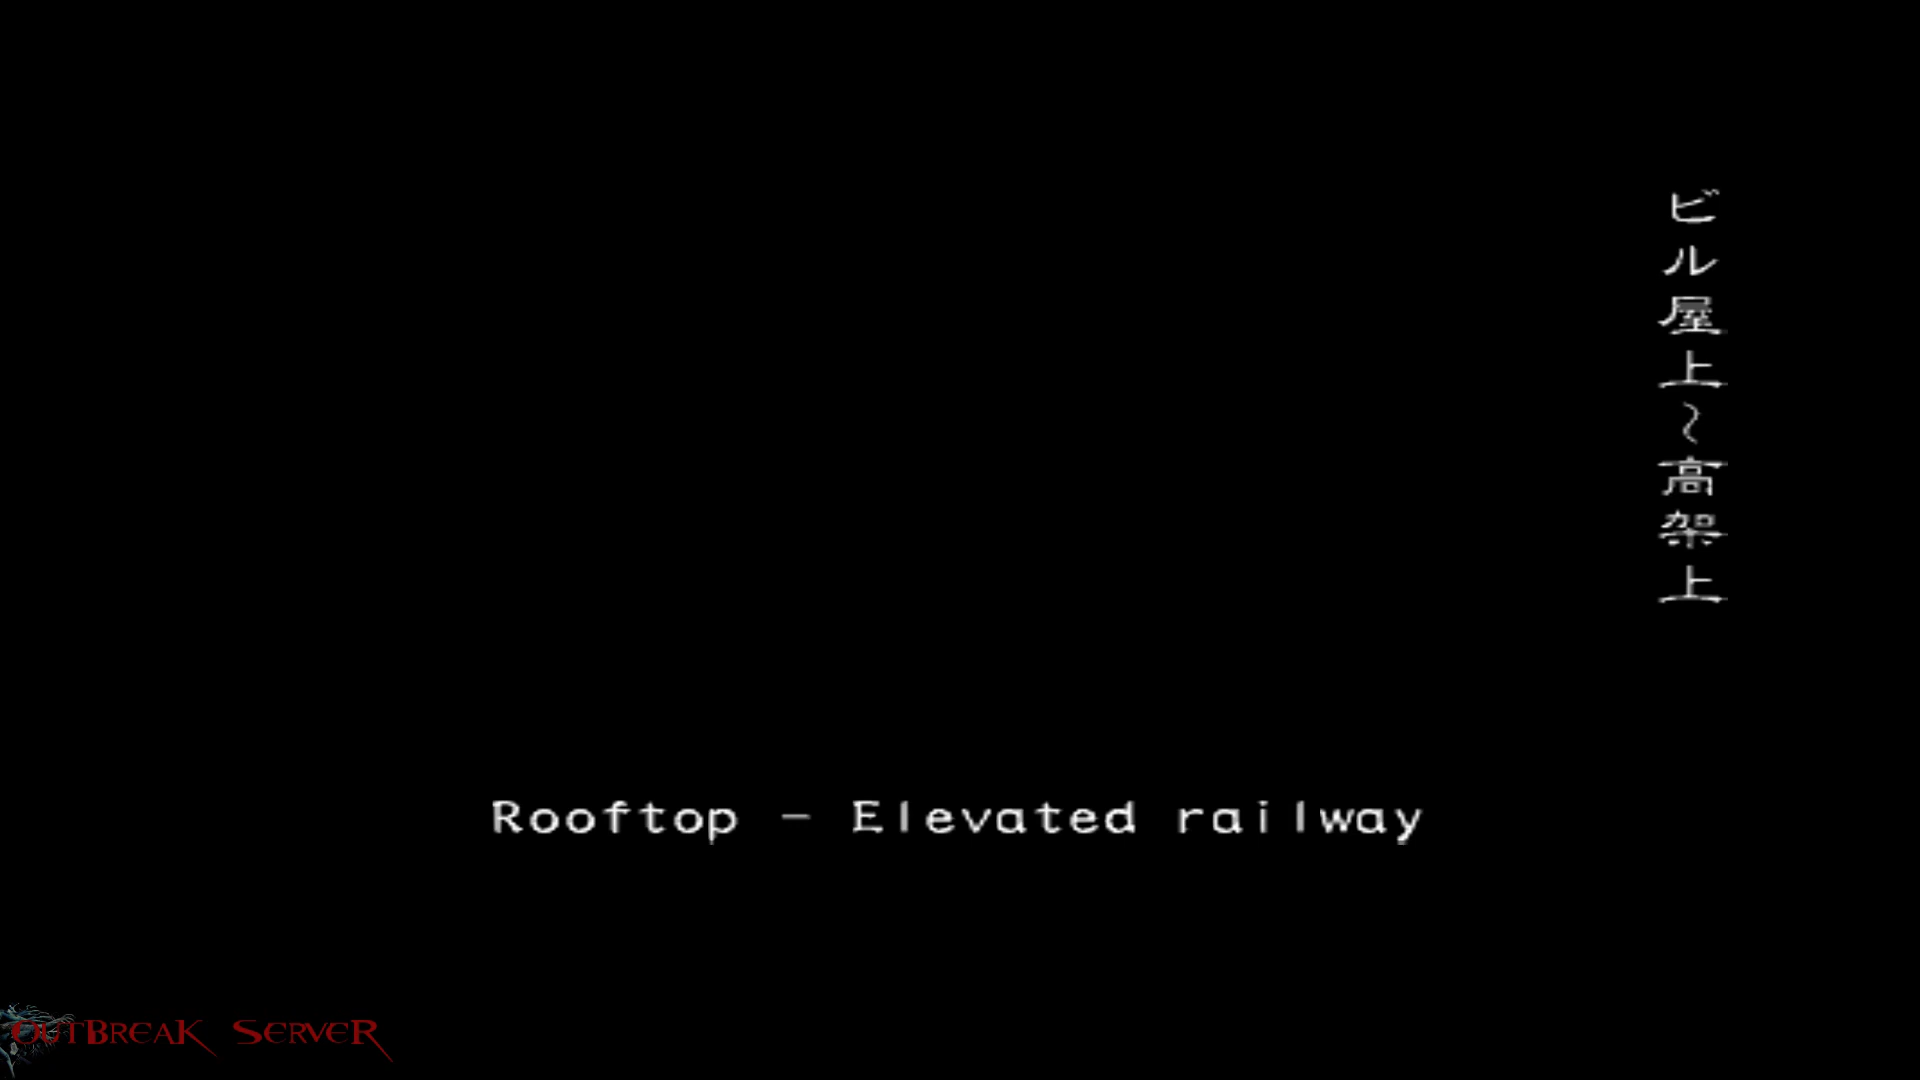 ビル屋上～高架上
Rooftop - Elevated railway
OUTBREAK SERVER